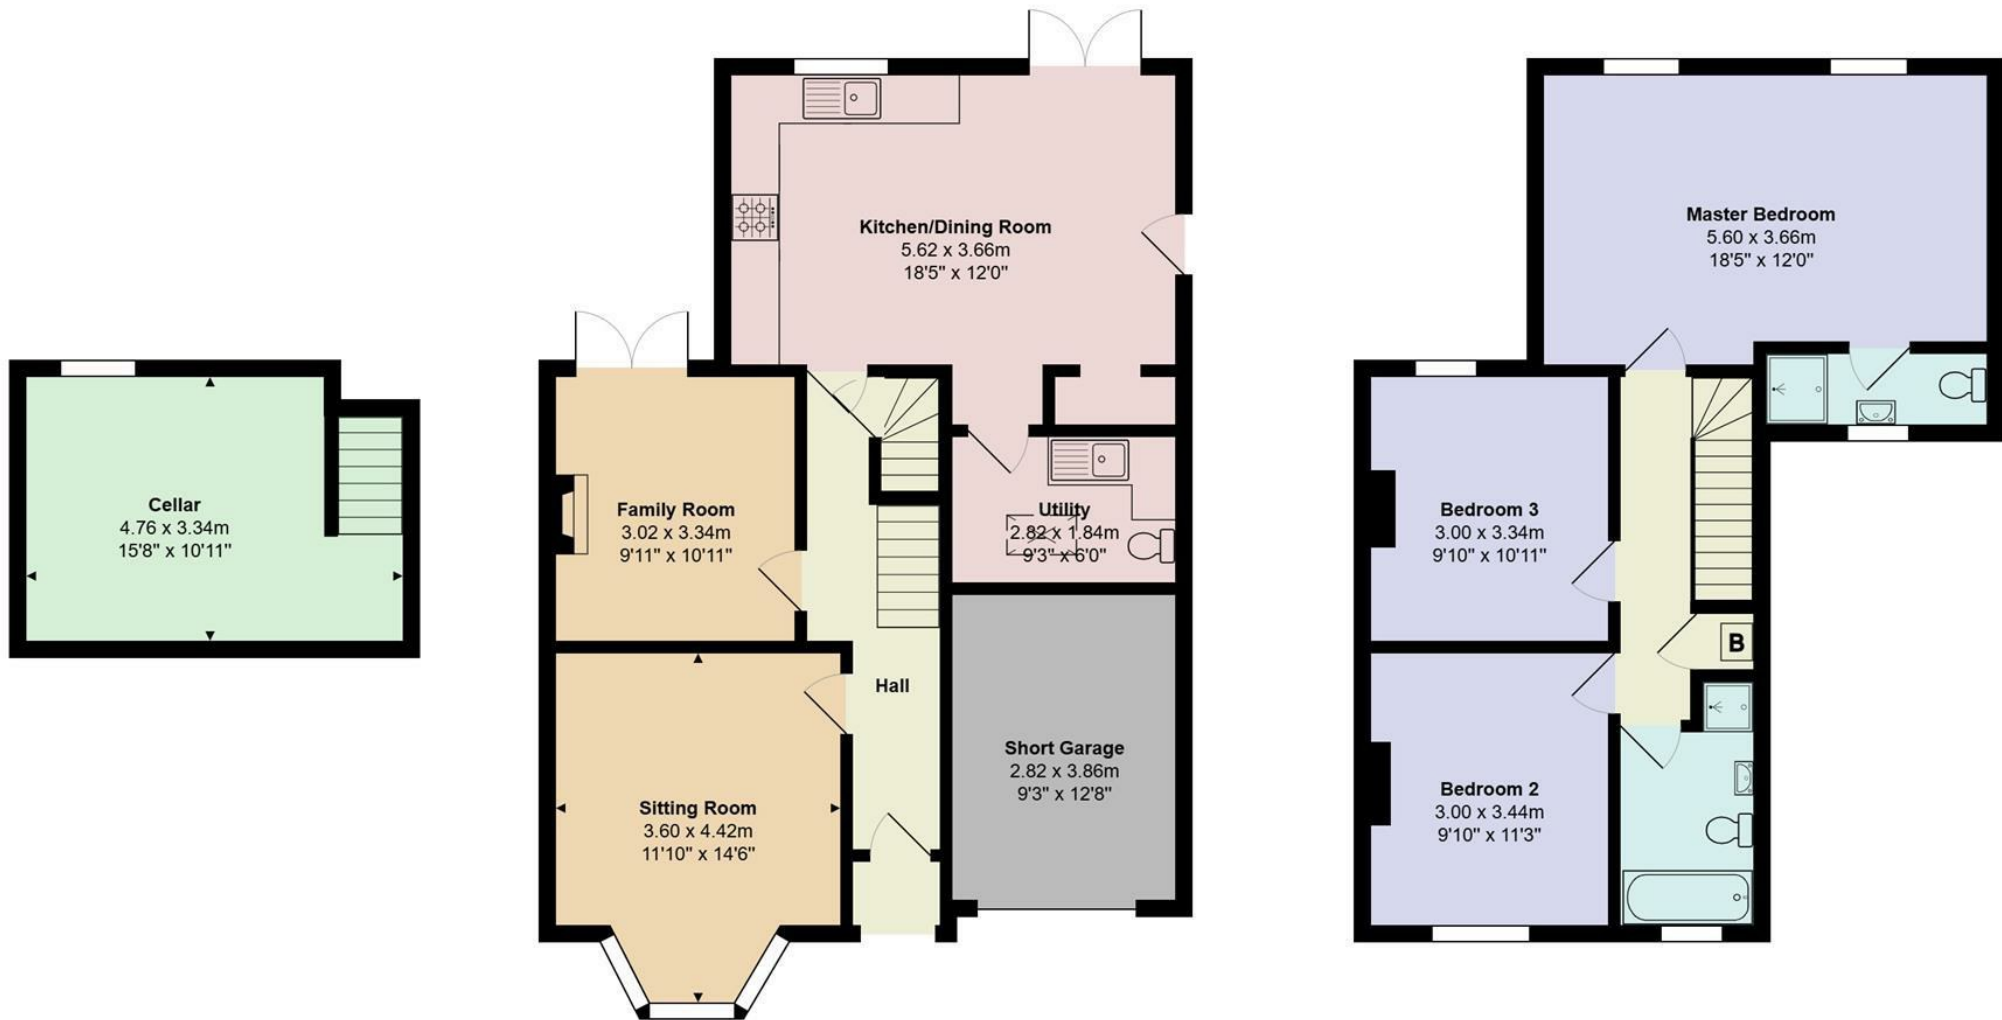 Cellar
4.76 x 3.34m
15'8" x 10'11"
Kitchen/Dining Room
5.62 x 3.66m
18'5" x 12'0"
Family Room
3.02 x 3.34m
9'11" x 10'11"
Utility
2.82 x 1.84m
9'3" x 6'0"
Hall
Sitting Room
3.60 x 4.42m
11'10" x 14'6"
Short Garage
2.82 x 3.86m
9'3" x 12'8"
Master Bedroom
5.60 x 3.66m
18'5" x 12'0"
Bedroom 3
3.00 x 3.34m
9'10" x 10'11"
B
Bedroom 2
3.00 x 3.44m
9'10" x 11'3"